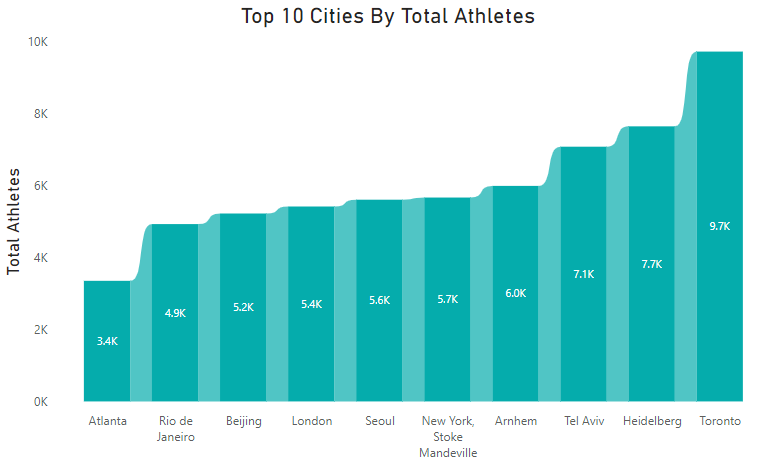 Top 10 Cities By Total Athletes
Total Athletes
10K
8K
6K
4K
2K
0K
3.4K
4.9K
5.2K
5.4K
5.6K
5.7K
6.0K
7.1K
7.7K
9.7K
Atlanta
Rio de
Janeiro
Beijing
London
Seoul
New York,
Stoke
Mandeville
Arnhem
Tel Aviv
Heidelberg
Toronto